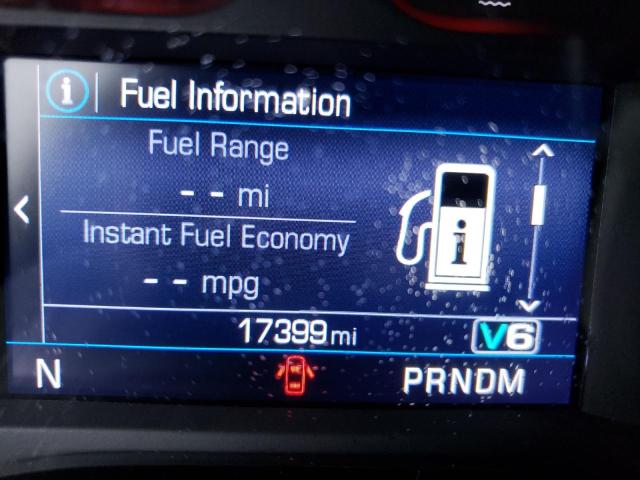 i Fuel Information
Fuel Range
- - mi
Instant Fuel Economy
- - mpg
i
17399 mi V6
N PRNDM